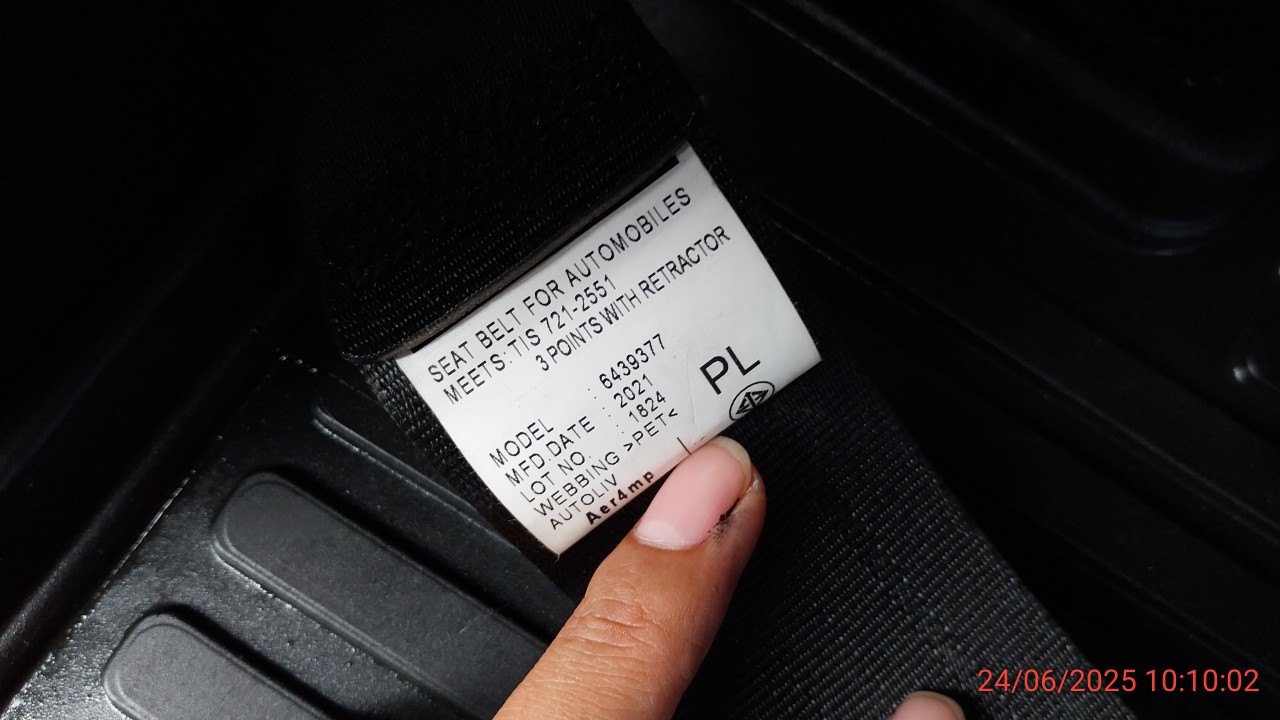 SEAT BELT FOR AUTOMOBILES
MEETS:TIS 721-2551
3 POINTS WITH RETRACTOR
MODEL : 6439377
MFD.DATE : 2021
LOT NO. : 1824
WEBBING >PET<
AUTOLIV
Aer4mp
L
PL
24/06/2025 10:10:02